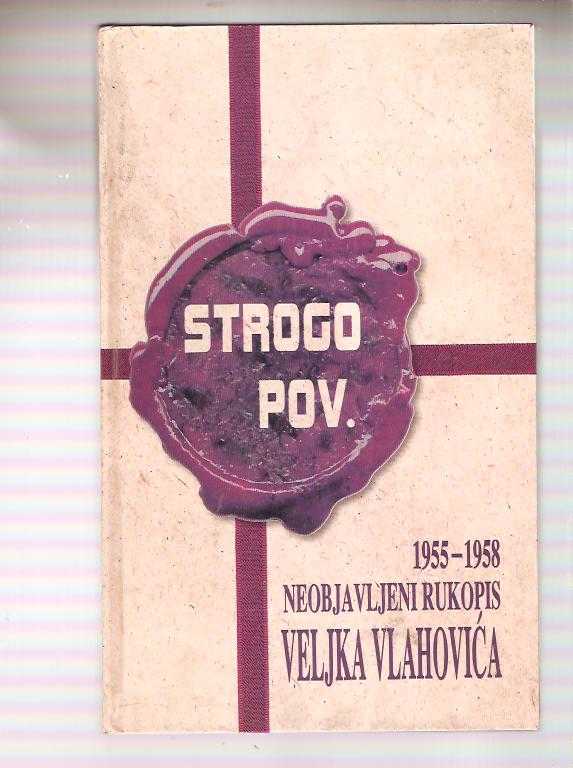 STROGO
POV.
1955–1958
NEOBJAVLJENI RUKOPIS
VELJKA VLAHOVIĆA